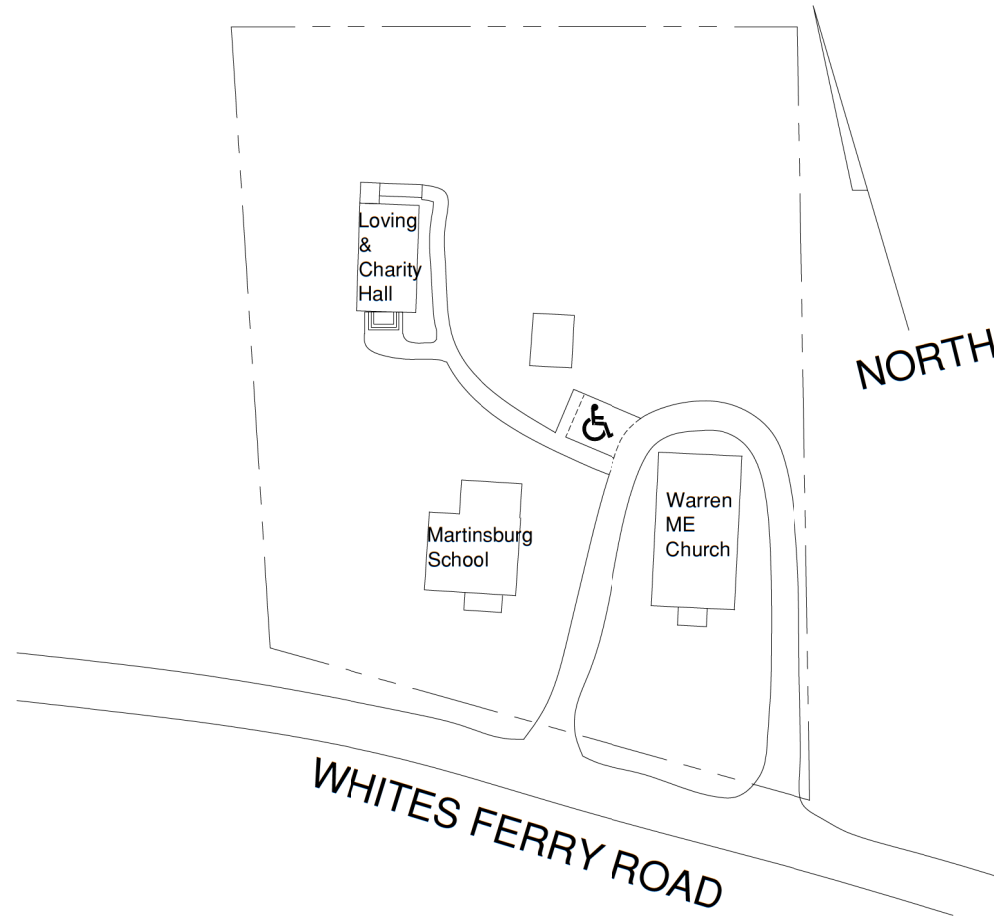 Loving
&
Charity
Hall
NORTH
Warren
ME
Church
Martinsburg
School
WHITES FERRY ROAD